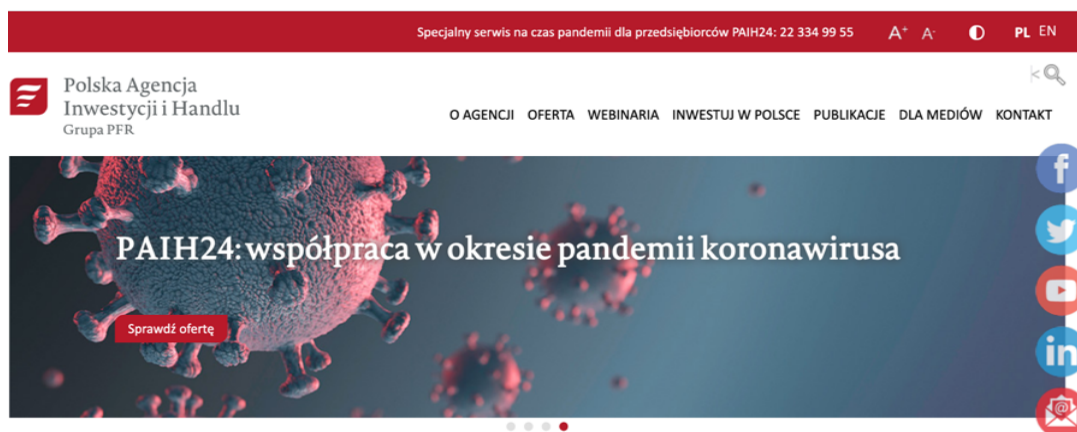 Specjalny serwis na czas pandemii dla przedsiębiorców PAIH24: 22 334 99 55 A+ A- PL EN
Polska Agencja
Inwestycji i Handlu
Grupa PFR
O AGENCJI OFERTA WEBINARIA INWESTUJ W POLSCE PUBLIKACJE DLA MEDIÓW KONTAKT
PAIH24: współpraca w okresie pandemii koronawirusa
Sprawdź ofertę